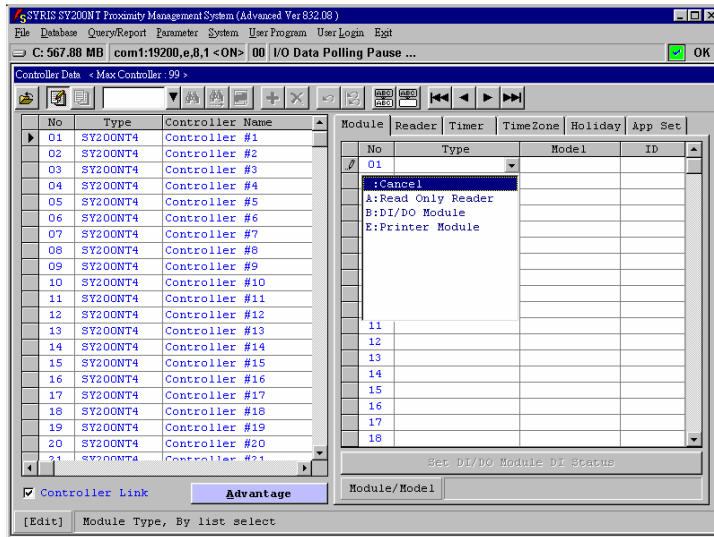 SYRIS SY200NT Proximity Management System (Advanced Ver 832.08 )
File Database Query/Report Parameter System User Program User Login Exit
C: 567.88 MB com1:19200,e,8,1 <ON> 00 I/O Data Polling Pause ... OK
Controller Data < Max Controller : 99 >
ABC ABC
No Type Controller Name
01 SY200NT4 Controller #1
02 SY200NT4 Controller #2
03 SY200NT4 Controller #3
04 SY200NT4 Controller #4
05 SY200NT4 Controller #5
06 SY200NT4 Controller #6
07 SY200NT4 Controller #7
08 SY200NT4 Controller #8
09 SY200NT4 Controller #9
10 SY200NT4 Controller #10
11 SY200NT4 Controller #11
12 SY200NT4 Controller #12
13 SY200NT4 Controller #13
14 SY200NT4 Controller #14
15 SY200NT4 Controller #15
16 SY200NT4 Controller #16
17 SY200NT4 Controller #17
18 SY200NT4 Controller #18
19 SY200NT4 Controller #19
20 SY200NT4 Controller #20
21 SY200NT4 Controller #21
Controller Link Advantage
Module Reader Timer TimeZone Holiday App Set
No Type Model ID
01
:Cancel
A:Read Only Reader
B:DI/DO Module
E:Printer Module
11
12
13
14
15
16
17
18
Set DI/DO Module DI Status
Module/Model
[Edit] Module Type, By list select